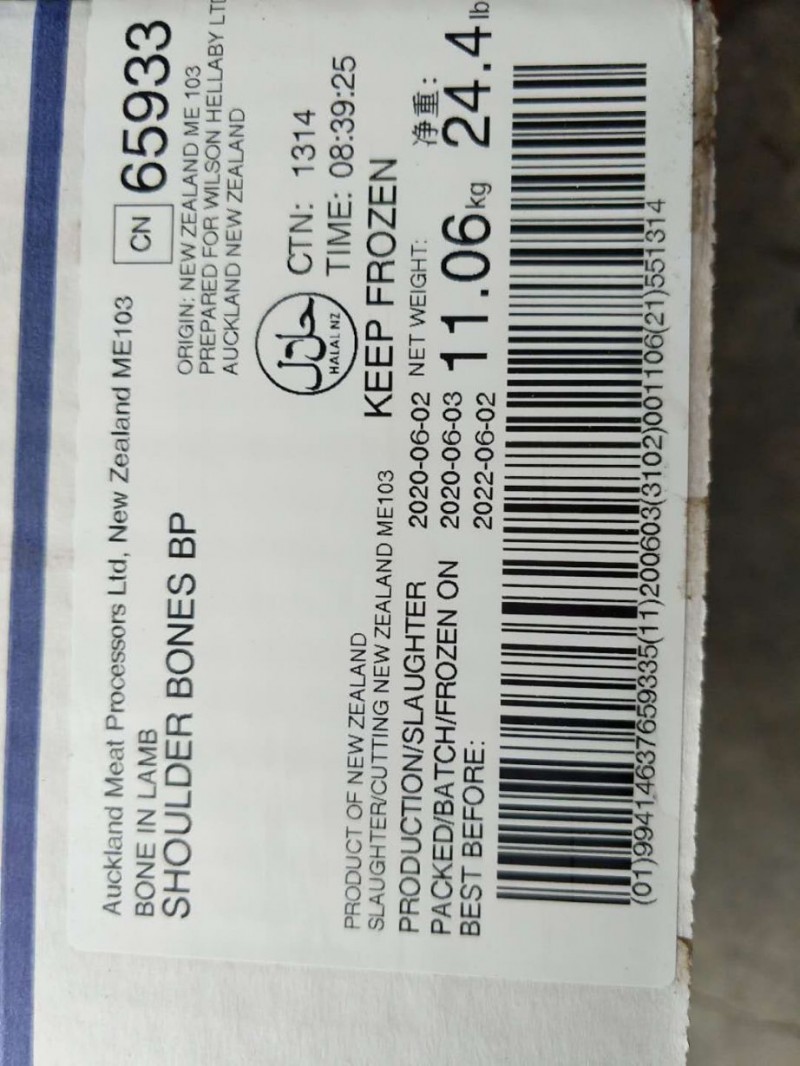 Auckland Meat Processors Ltd, New Zealand ME103
BONE IN LAMB
SHOULDER BONES BP
CN 65933
ORIGIN: NEW ZEALAND ME 103
PREPARED FOR WILSON HELLABY LTD
AUCKLAND NEW ZEALAND
حلال
HALAL NZ
CTN: 1314
TIME: 08:39:25
KEEP FROZEN
PRODUCT OF NEW ZEALAND
SLAUGHTER/CUTTING NEW ZEALAND ME103
PRODUCTION/SLAUGHTER 2020-06-02
PACKED/BATCH/FROZEN ON 2020-06-03
BEST BEFORE: 2022-06-02
NET WEIGHT: 净重:
11.06kg 24.4lb
(01)99414637659335(11)200603(3102)001106(21)551314